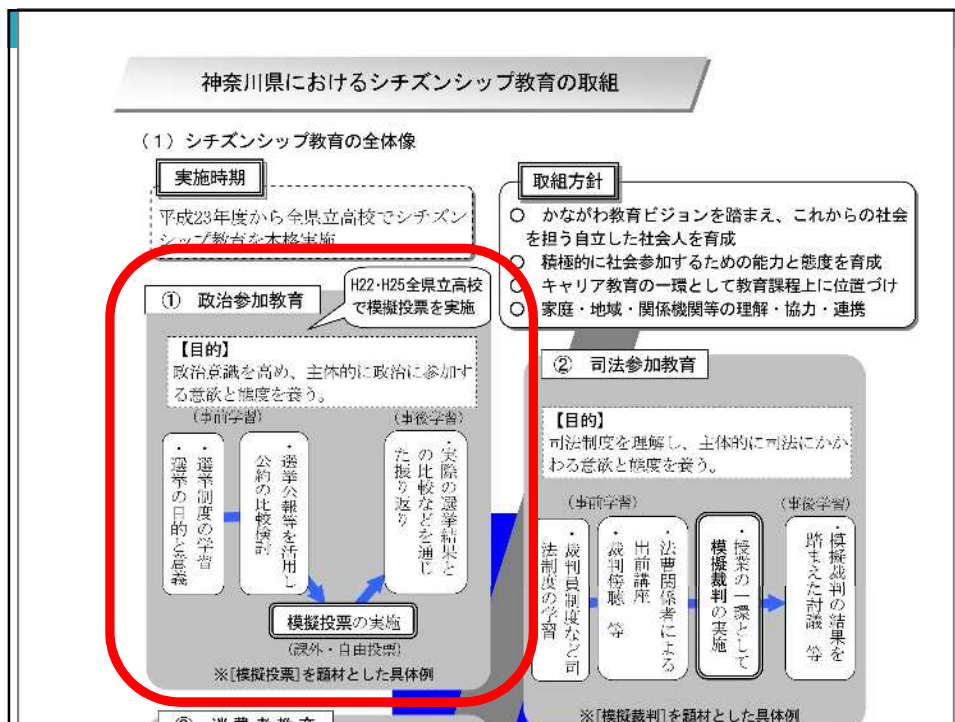 神奈川県におけるシチズンシップ教育の取組
（1）シチズンシップ教育の全体像
実施時期
平成23年度から全県立高校でシチズン
シップ教育を本格実施
取組方針
○　かながわ教育ビジョンを踏まえ、これからの社会
を担う自立した社会人を育成
○　積極的に社会参加するための能力と態度を育成
○　キャリア教育の一環として教育課程上に位置づけ
○　家庭・地域・関係機関等の理解・協力・連携
①　政治参加教育
H22・H25全県立高校
で模擬投票を実施
【目的】
政治意識を高め、主体的に政治に参加す
る意欲と態度を養う。
（事前学習）
（事後学習）
・選挙制度の学習
・選挙の目的と意義
・選挙公報等を活用し
公約の比較検討
・実際の選挙結果と
の比較などを通じ
た振り返り
模擬投票の実施
（課外・自由投票）
※[模擬投票]を題材とした具体例
②　司法参加教育
【目的】
司法制度を理解し、主体的に司法にかか
わる意欲と態度を養う。
（事前学習）
（事後学習）
・裁判員制度など司
法制度の学習
・法曹関係者による
出前講座
・裁判傍聴　等
・授業の一環として
模擬裁判の実施
・模擬裁判の結果を
踏まえた討議　等
※[模擬裁判]を題材とした具体例
③　消費者教育